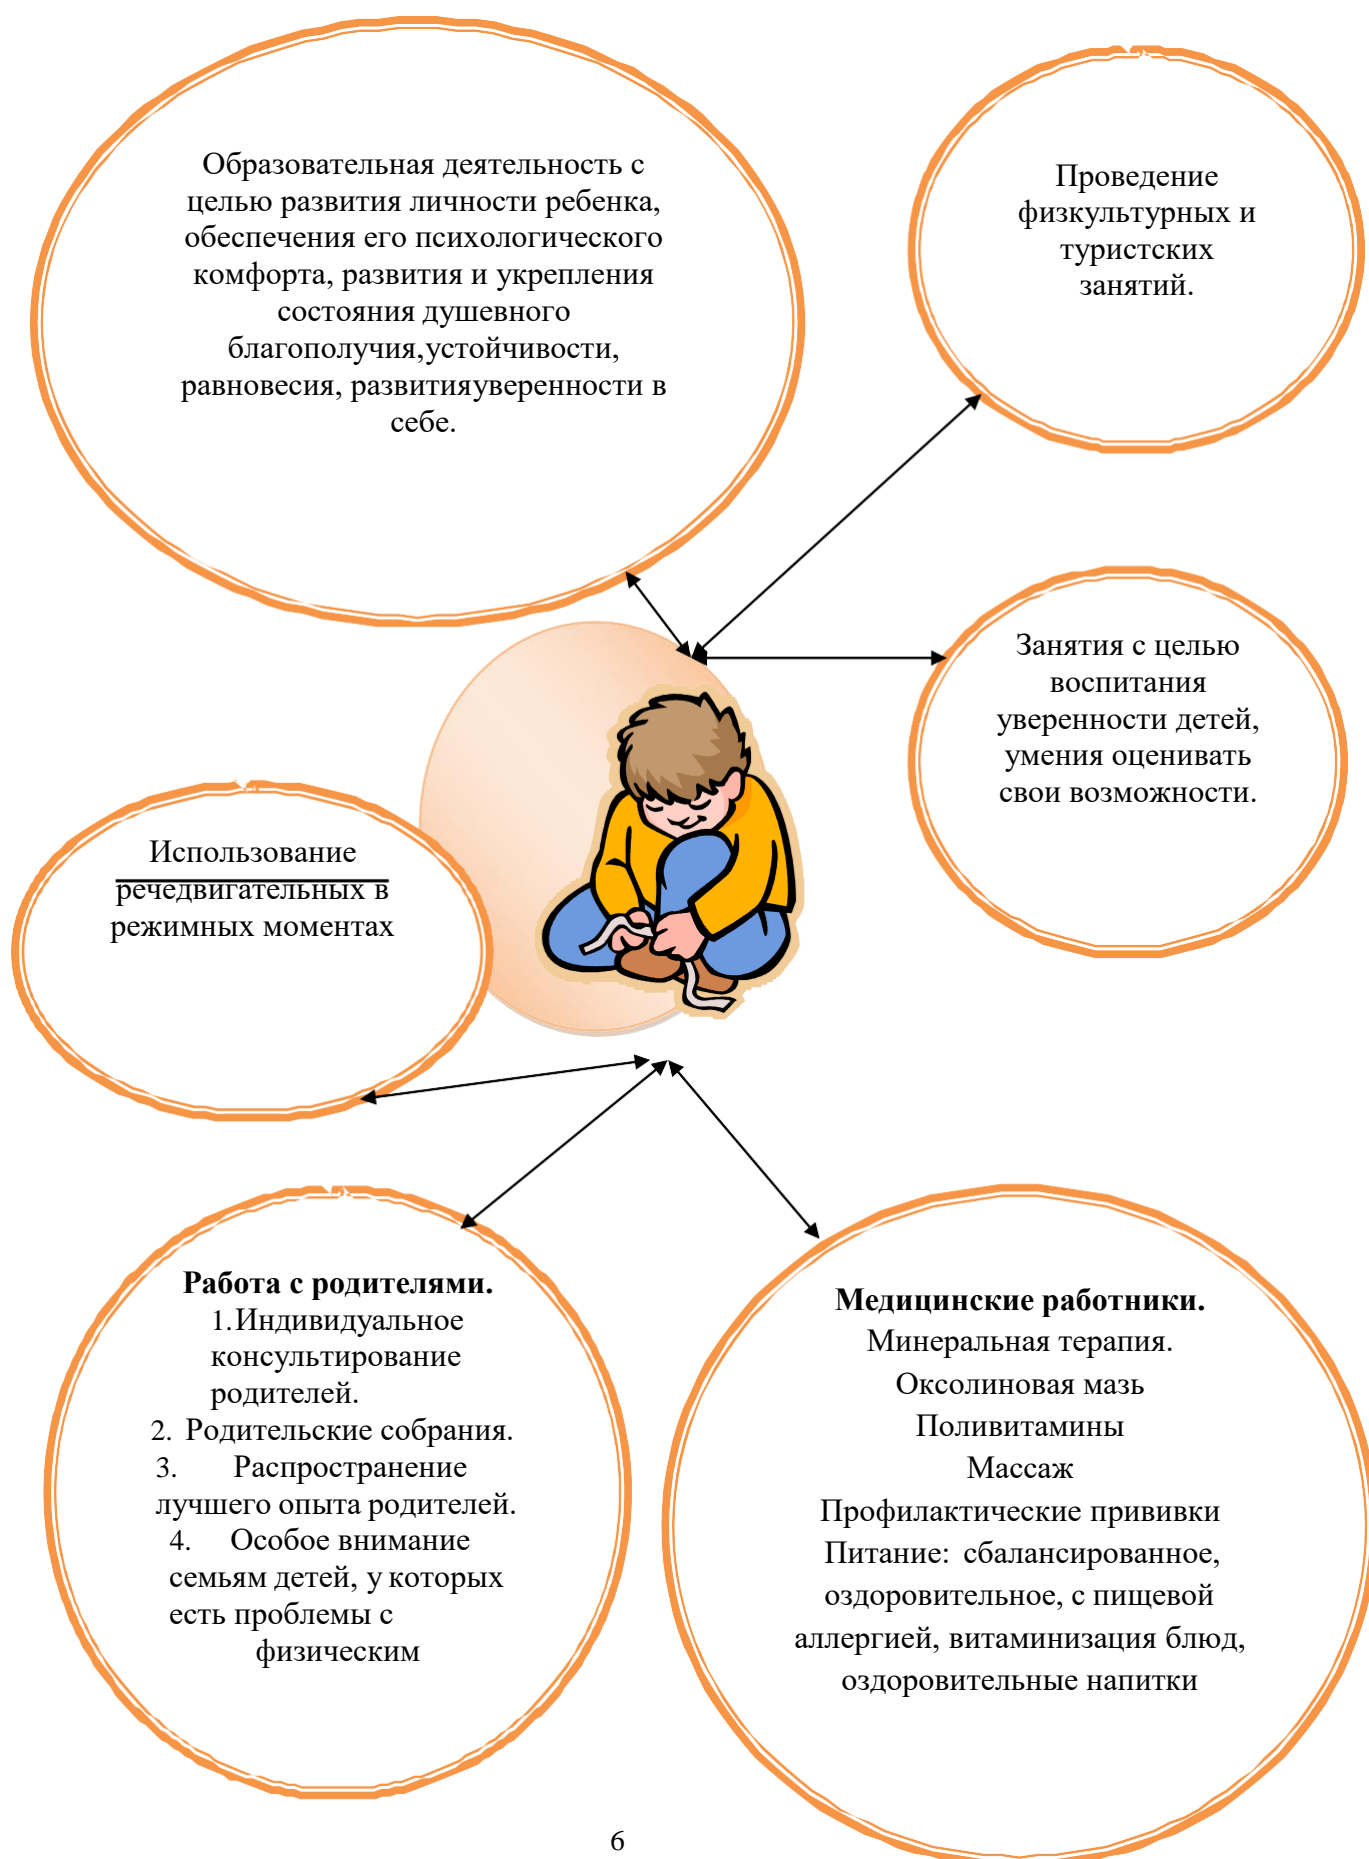 Образовательная деятельность с
целью развития личности ребенка,
обеспечения его психологического
комфорта, развития и укрепления
состояния душевного
благополучия,устойчивости,
равновесия, развитияуверенности в
себе.
Проведение
физкультурных и
туристских
занятий.
Занятия с целью
воспитания
уверенности детей,
умения оценивать
свои возможности.
Использование
речедвигательных в
режимных моментах
Работа с родителями.
1.Индивидуальное
консультирование
родителей.
2. Родительские собрания.
3. Распространение
лучшего опыта родителей.
4. Особое внимание
семьям детей, у которых
есть проблемы с
физическим
Медицинские работники.
Минеральная терапия.
Оксолиновая мазь
Поливитамины
Массаж
Профилактические прививки
Питание: сбалансированное,
оздоровительное, с пищевой
аллергией, витаминизация блюд,
оздоровительные напитки
6